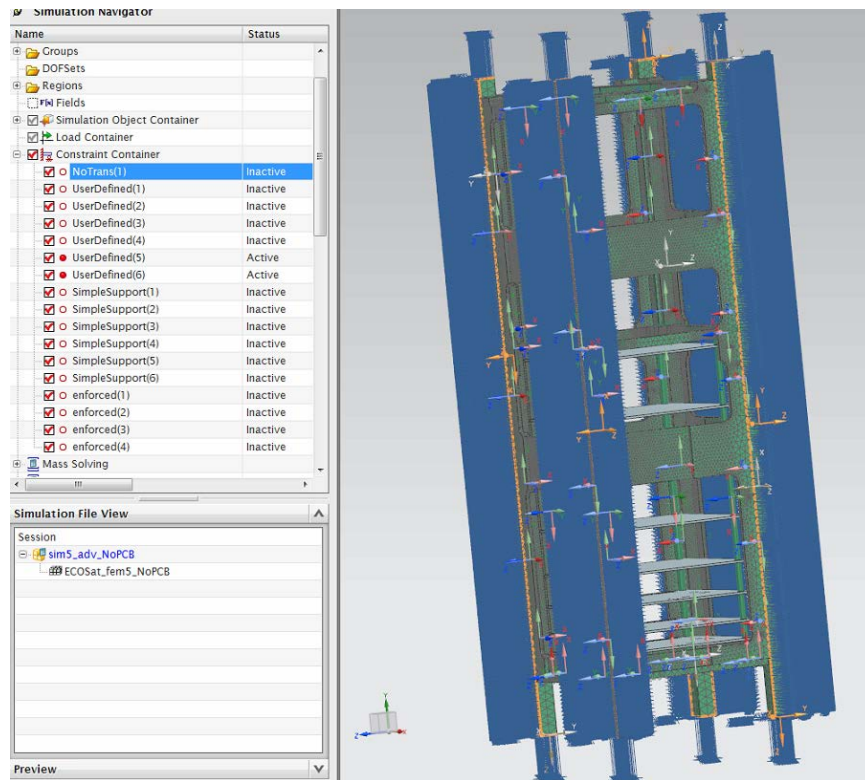 Simulation Navigator
Name Status
Groups
DOFSets
Regions
Fields
Simulation Object Container
Load Container
Constraint Container
NoTrans(1) Inactive
UserDefined(1) Inactive
UserDefined(2) Inactive
UserDefined(3) Inactive
UserDefined(4) Inactive
UserDefined(5) Active
UserDefined(6) Active
SimpleSupport(1) Inactive
SimpleSupport(2) Inactive
SimpleSupport(3) Inactive
SimpleSupport(4) Inactive
SimpleSupport(5) Inactive
SimpleSupport(6) Inactive
enforced(1) Inactive
enforced(2) Inactive
enforced(3) Inactive
enforced(4) Inactive
Mass Solving
Simulation File View
Session
sim5_adv_NoPCB
ECOSat_fem5_NoPCB
Preview